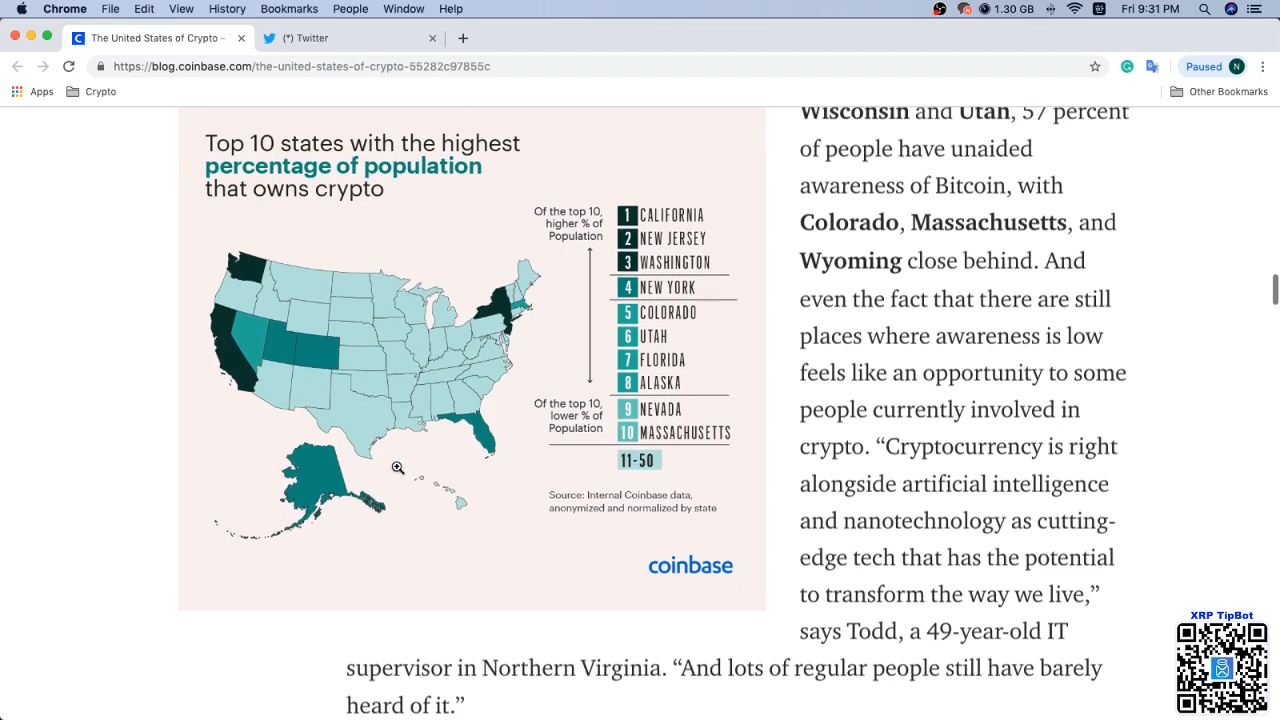 Chrome File Edit View History Bookmarks People Window Help 1.30 GB Fri 9:31 PM
The United States of Crypto – (*) Twitter
https://blog.coinbase.com/the-united-states-of-crypto-55282c97855c Paused N
Apps Crypto Other Bookmarks
Top 10 states with the highest
percentage of population
that owns crypto
Of the top 10,
higher % of
Population
1 CALIFORNIA
2 NEW JERSEY
3 WASHINGTON
4 NEW YORK
5 COLORADO
6 UTAH
7 FLORIDA
8 ALASKA
Of the top 10,
lower % of
Population
9 NEVADA
10 MASSACHUSETTS
11-50
Source: Internal Coinbase data,
anonymized and normalized by state
coinbase
Wisconsin and Utah, 57 percent
of people have unaided
awareness of Bitcoin, with
Colorado, Massachusetts, and
Wyoming close behind. And
even the fact that there are still
places where awareness is low
feels like an opportunity to some
people currently involved in
crypto. “Cryptocurrency is right
alongside artificial intelligence
and nanotechnology as cutting-
edge tech that has the potential
to transform the way we live,”
says Todd, a 49-year-old IT
supervisor in Northern Virginia. “And lots of regular people still have barely
heard of it.”
XRP TipBot